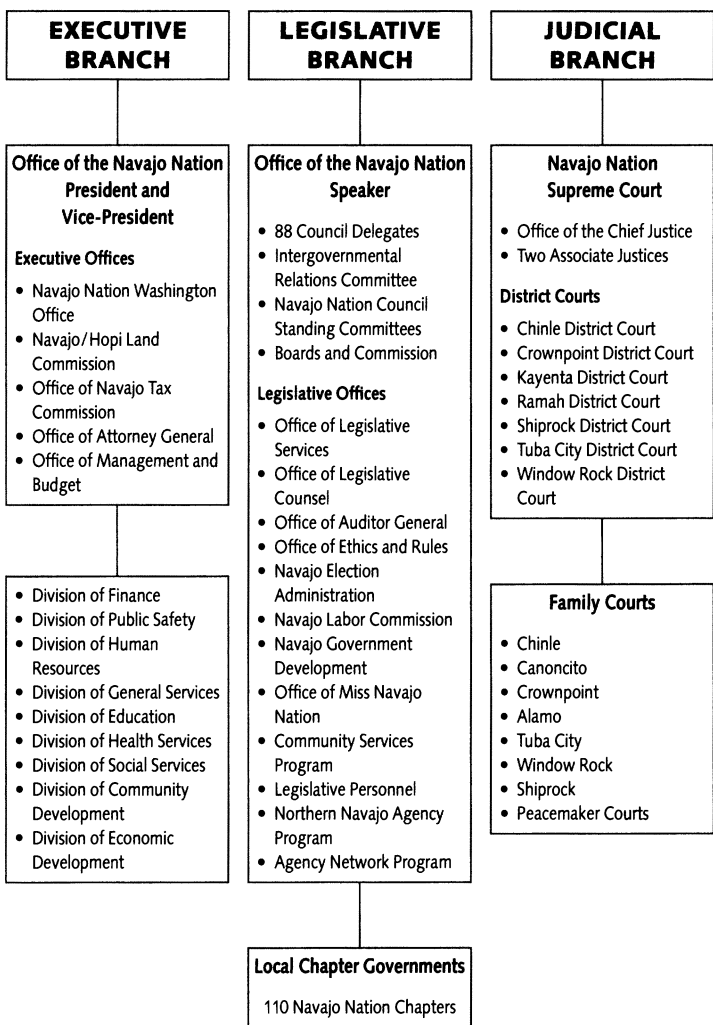 EXECUTIVE
BRANCH
Office of the Navajo Nation
President and
Vice-President
Executive Offices
• Navajo Nation Washington
Office
• Navajo/Hopi Land
Commission
• Office of Navajo Tax
Commission
• Office of Attorney General
• Office of Management and
Budget
• Division of Finance
• Division of Public Safety
• Division of Human
Resources
• Division of General Services
• Division of Education
• Division of Health Services
• Division of Social Services
• Division of Community
Development
• Division of Economic
Development
LEGISLATIVE
BRANCH
Office of the Navajo Nation
Speaker
• 88 Council Delegates
• Intergovernmental
Relations Committee
• Navajo Nation Council
Standing Committees
• Boards and Commission
Legislative Offices
• Office of Legislative
Services
• Office of Legislative
Counsel
• Office of Auditor General
• Office of Ethics and Rules
• Navajo Election
Administration
• Navajo Labor Commission
• Navajo Government
Development
• Office of Miss Navajo
Nation
• Community Services
Program
• Legislative Personnel
• Northern Navajo Agency
Program
• Agency Network Program
Local Chapter Governments
110 Navajo Nation Chapters
JUDICIAL
BRANCH
Navajo Nation
Supreme Court
• Office of the Chief Justice
• Two Associate Justices
District Courts
• Chinle District Court
• Crownpoint District Court
• Kayenta District Court
• Ramah District Court
• Shiprock District Court
• Tuba City District Court
• Window Rock District
Court
Family Courts
• Chinle
• Canoncito
• Crownpoint
• Alamo
• Tuba City
• Window Rock
• Shiprock
• Peacemaker Courts